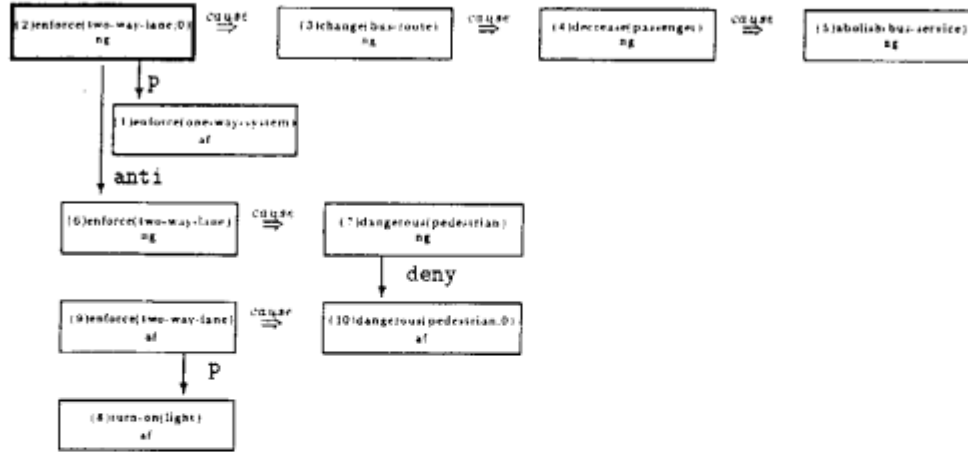 (2)enforce(two-way-lane,0) cause (3)change(bus-route) cause (4)decrease(passenger) cause (5)abolish(bus-service)
ng ⇒ ng ⇒ ng ⇒ ng
p
(1)enforce(one-way-system)
af
anti
(6)enforce(two-way-lane) cause (7)dangerous(pedestrian)
ng ⇒ ng
deny
(9)enforce(two-way-lane) cause (10)dangerous(pedestrian,0)
af ⇒ af
p
(8)turn-on(light)
af